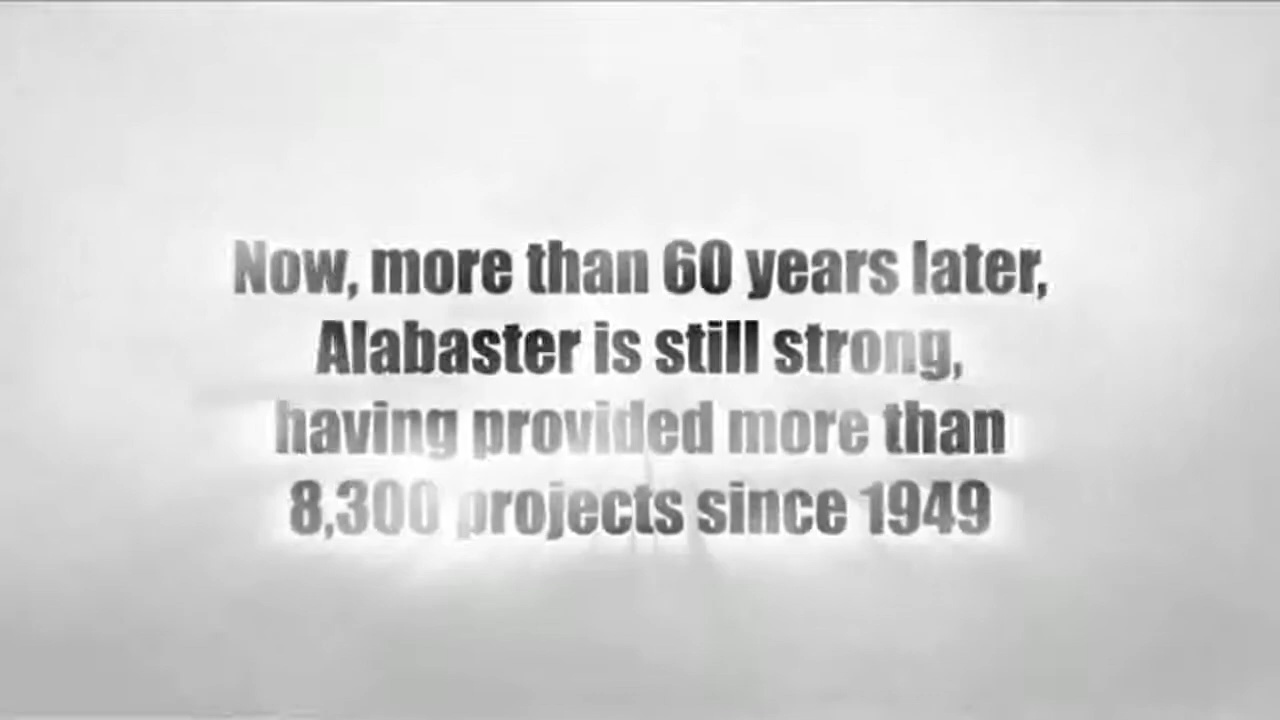 Now, more than 60 years later,
Alabaster is still strong,
having provided more than
8,300 projects since 1949